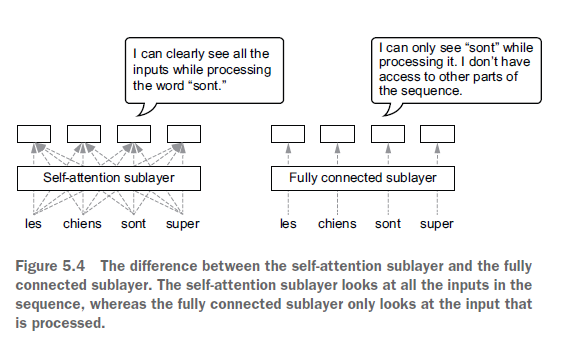 I can clearly see all the
inputs while processing
the word “sont.”
I can only see “sont” while
processing it. I don’t have
access to other parts of
the sequence.
Self-attention sublayer
Fully connected sublayer
les chiens sont super
les chiens sont super
Figure 5.4 The difference between the self-attention sublayer and the fully
connected sublayer. The self-attention sublayer looks at all the inputs in the
sequence, whereas the fully connected sublayer only looks at the input that
is processed.